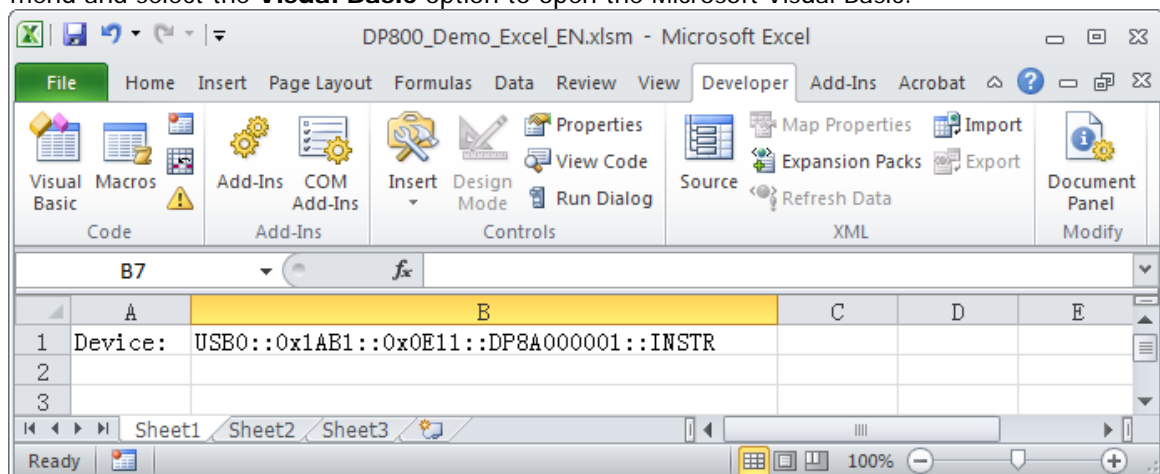 menu and select the Visual Basic option to open the Microsoft Visual Basic.
DP800_Demo_Excel_EN.xlsm - Microsoft Excel
File Home Insert Page Layout Formulas Data Review View Developer Add-Ins Acrobat
Visual Basic
Macros
Code
Add-Ins
COM Add-Ins
Add-Ins
Insert
Design Mode
Properties
View Code
Run Dialog
Controls
Source
Map Properties
Expansion Packs
Refresh Data
Import
Export
XML
Document Panel
Modify
B7
fx
A B C D E
1 Device: USB0::0x1AB1::0x0E11::DP8A000001::INSTR
2
3
Sheet1 Sheet2 Sheet3
Ready 100%